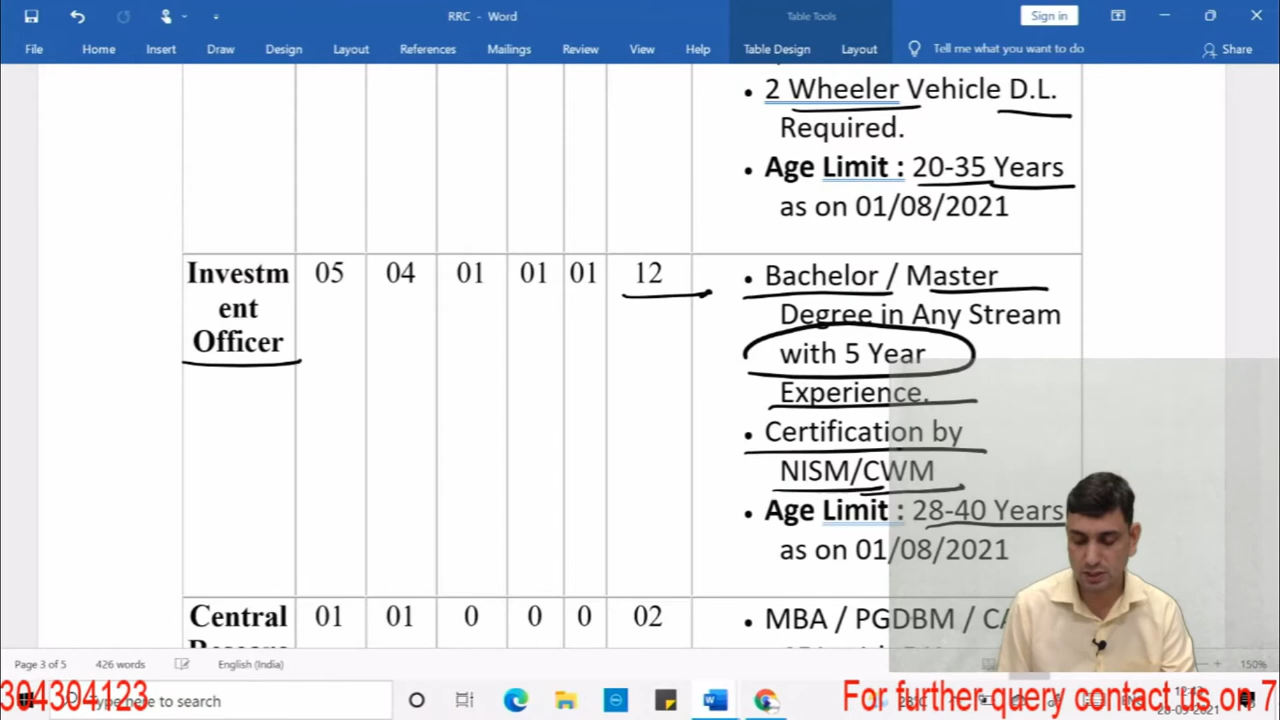 RRC - Word
Table Tools
Sign in
File Home Insert Draw Design Layout References Mailings Review View Help Table Design Layout Tell me what you want to do Share
• 2 Wheeler Vehicle D.L.
Required.
• Age Limit : 20-35 Years
as on 01/08/2021
Investm
ent
Officer
05 04 01 01 01 12
• Bachelor / Master
Degree in Any Stream
with 5 Year
Experience.
• Certification by
NISM/CWM
• Age Limit : 28-40 Years
as on 01/08/2021
Central
01 01 0 0 0 02
• MBA / PGDBM / CA
Page 3 of 5 426 words English (India) 150%
304304123 ype here to search
For further query contact us on 7